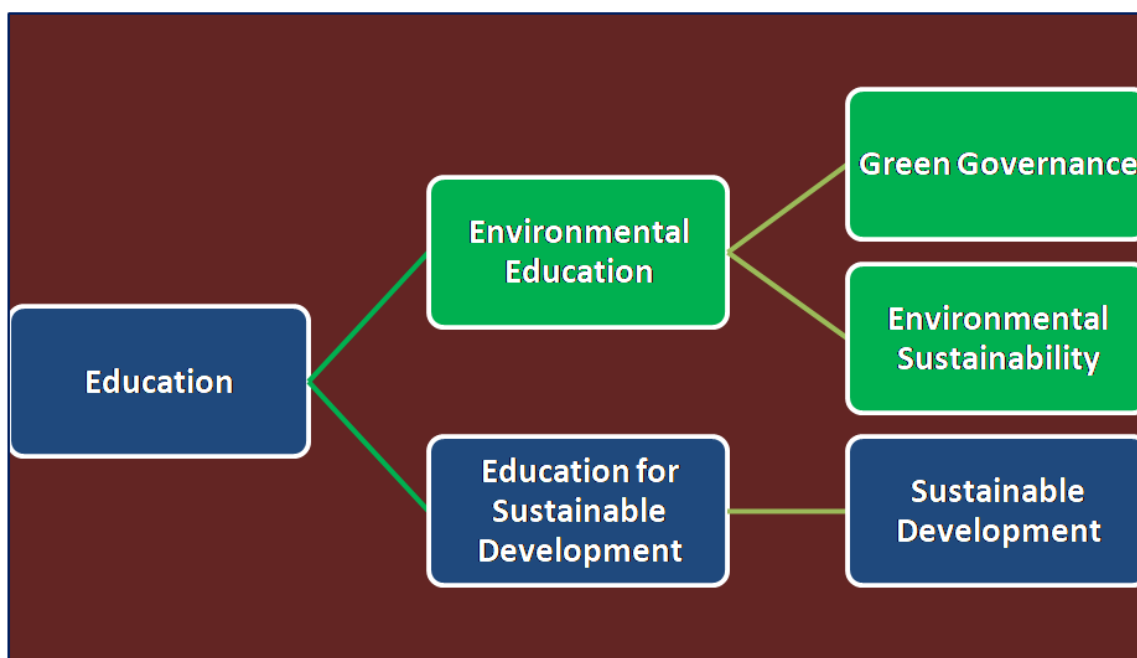 Education
Environmental
Education
Education for
Sustainable
Development
Green Governance
Environmental
Sustainability
Sustainable
Development